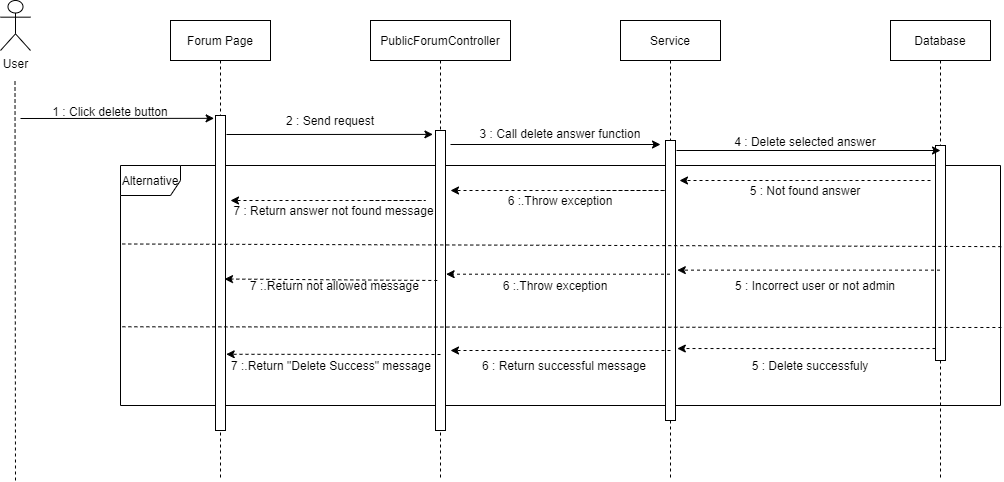 User
Forum Page
PublicForumController
Service
Database
1 : Click delete button
2 : Send request
3 : Call delete answer function
4 : Delete selected answer
Alternative
5 : Not found answer
6 :.Throw exception
7 : Return answer not found message
5 : Incorrect user or not admin
6 :.Throw exception
7 :.Return not allowed message
5 : Delete successfuly
6 : Return successful message
7 :.Return "Delete Success" message